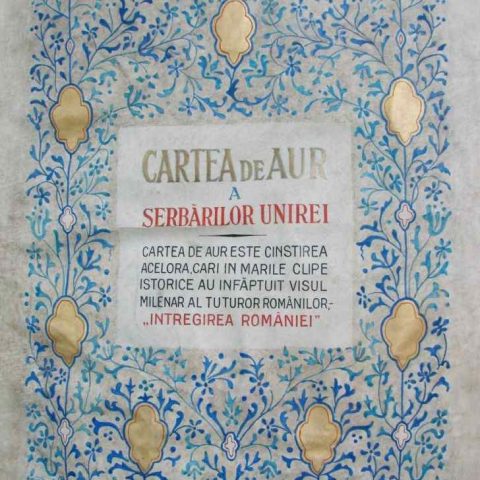 CARTEA DE AUR
A
SERBĂRILOR UNIREI
CARTEA DE AUR ESTE CINSTIREA
ACELORA, CARI IN MARILE CLIPE
ISTORICE AU INFĂPTUIT VISUL
MILENAR AL TUTUROR ROMÂNILOR,-
„INTREGIREA ROMÂNIEI"